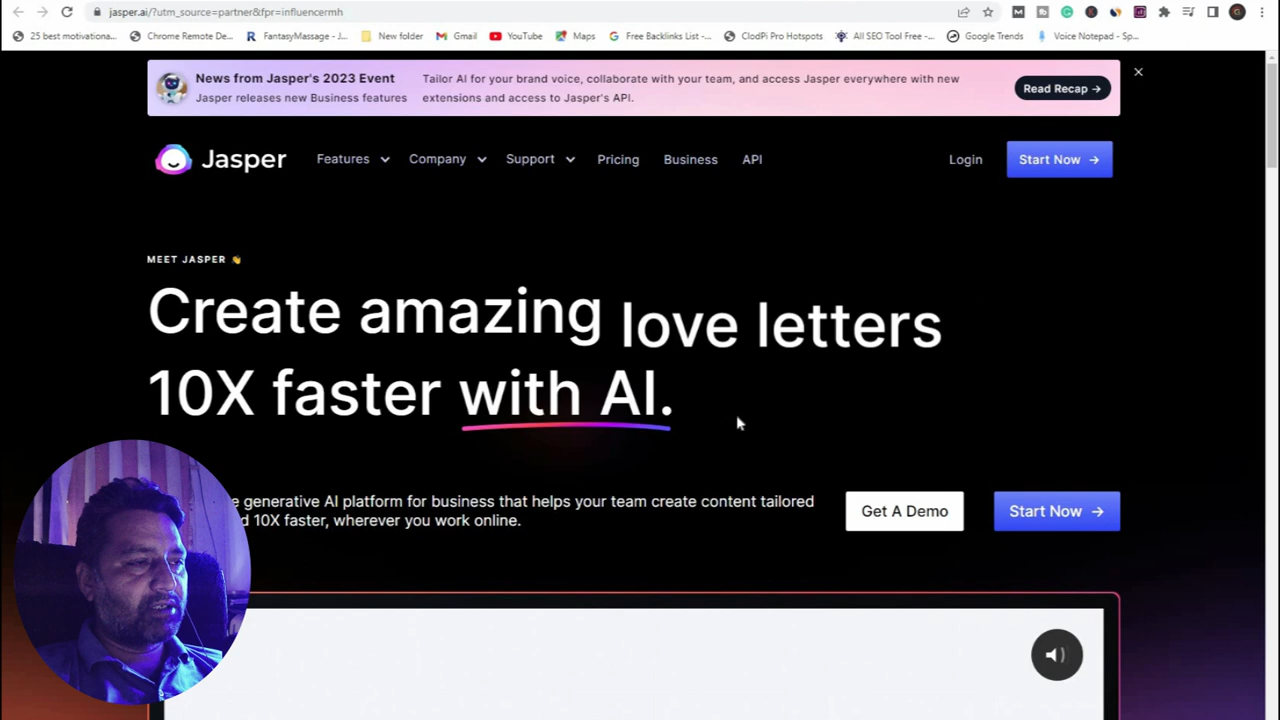 jasper.ai/?utm_source=partner&fpr=influencermh
25 best motivationa... Chrome Remote De... FantasyMassage - J... New folder Gmail YouTube Maps Free Backlinks List -... ClodPi Pro Hotspots All SEO Tool Free -... Google Trends Voice Notepad - Sp...
News from Jasper's 2023 Event
Jasper releases new Business features
Tailor AI for your brand voice, collaborate with your team, and access Jasper everywhere with new
extensions and access to Jasper's API.
Read Recap →
Jasper Features Company Support Pricing Business API Login Start Now →
MEET JASPER 👋
Create amazing love letters
10X faster with AI.
generative AI platform for business that helps your team create content tailored
10X faster, wherever you work online.
Get A Demo Start Now →